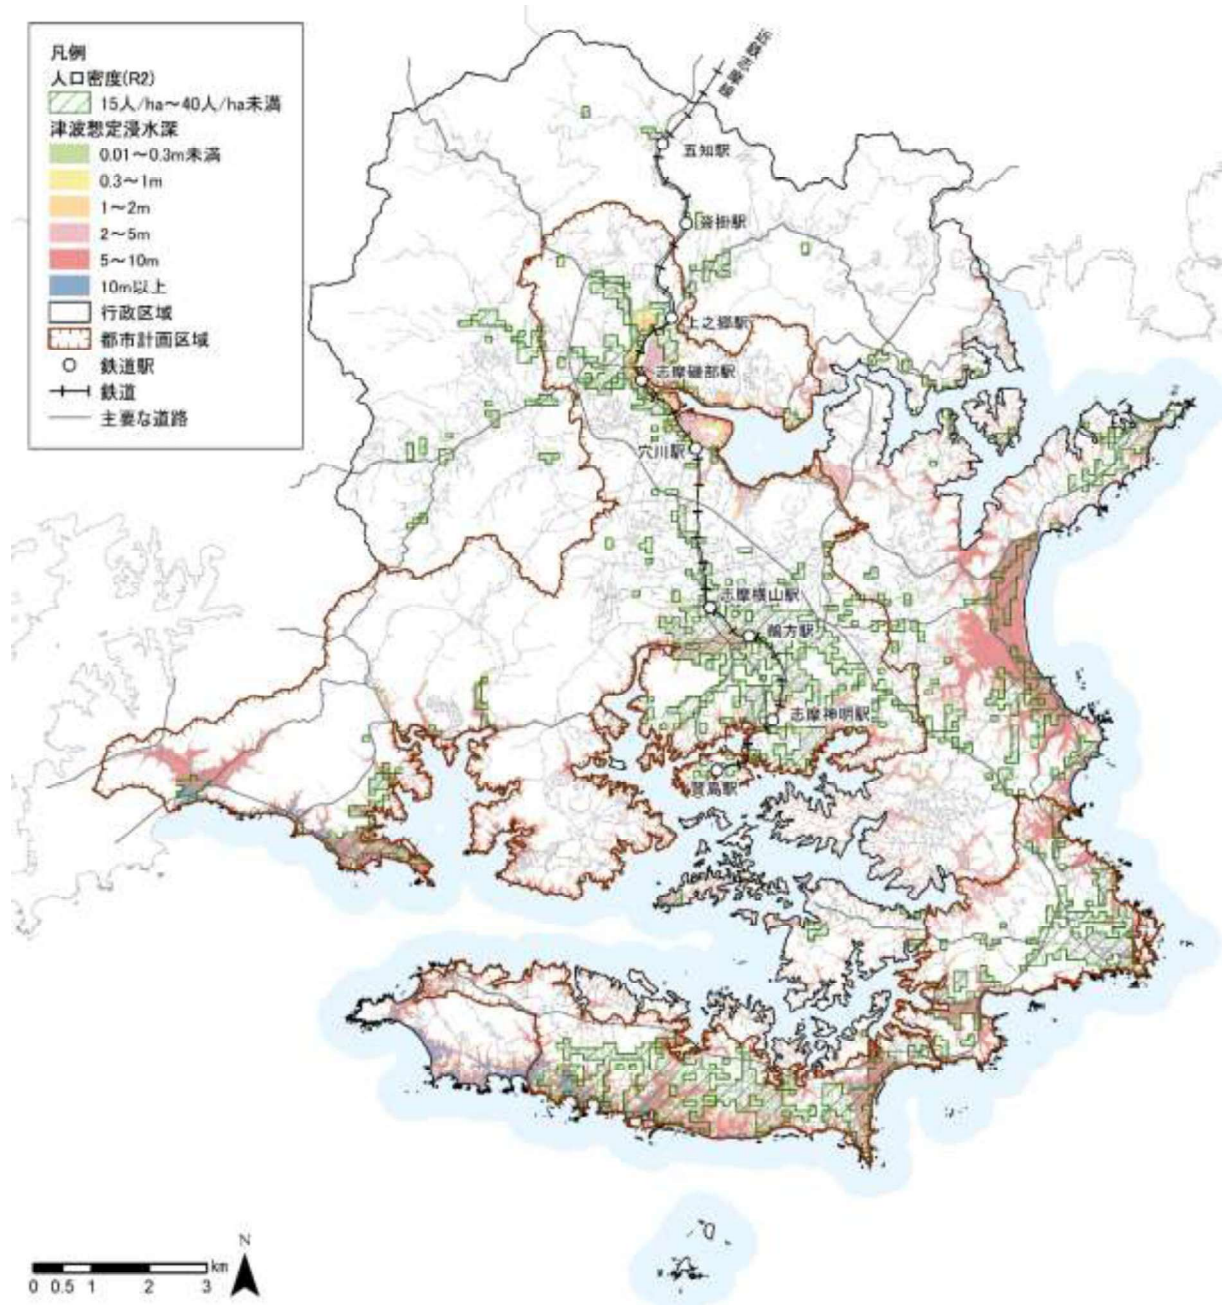 凡例
人口密度(R2)
15人/ha～40人/ha未満
津波想定浸水深
0.01～0.3m未満
0.3～1m
1～2m
2～5m
5～10m
10m以上
行政区域
都市計画区域
鉄道駅
鉄道
主要な道路
近鉄志摩線
五知駅
沓掛駅
上之郷駅
志摩磯部駅
穴川駅
志摩横山駅
鵜方駅
志摩神明駅
賢島駅
N
km
0 0.5 1 2 3